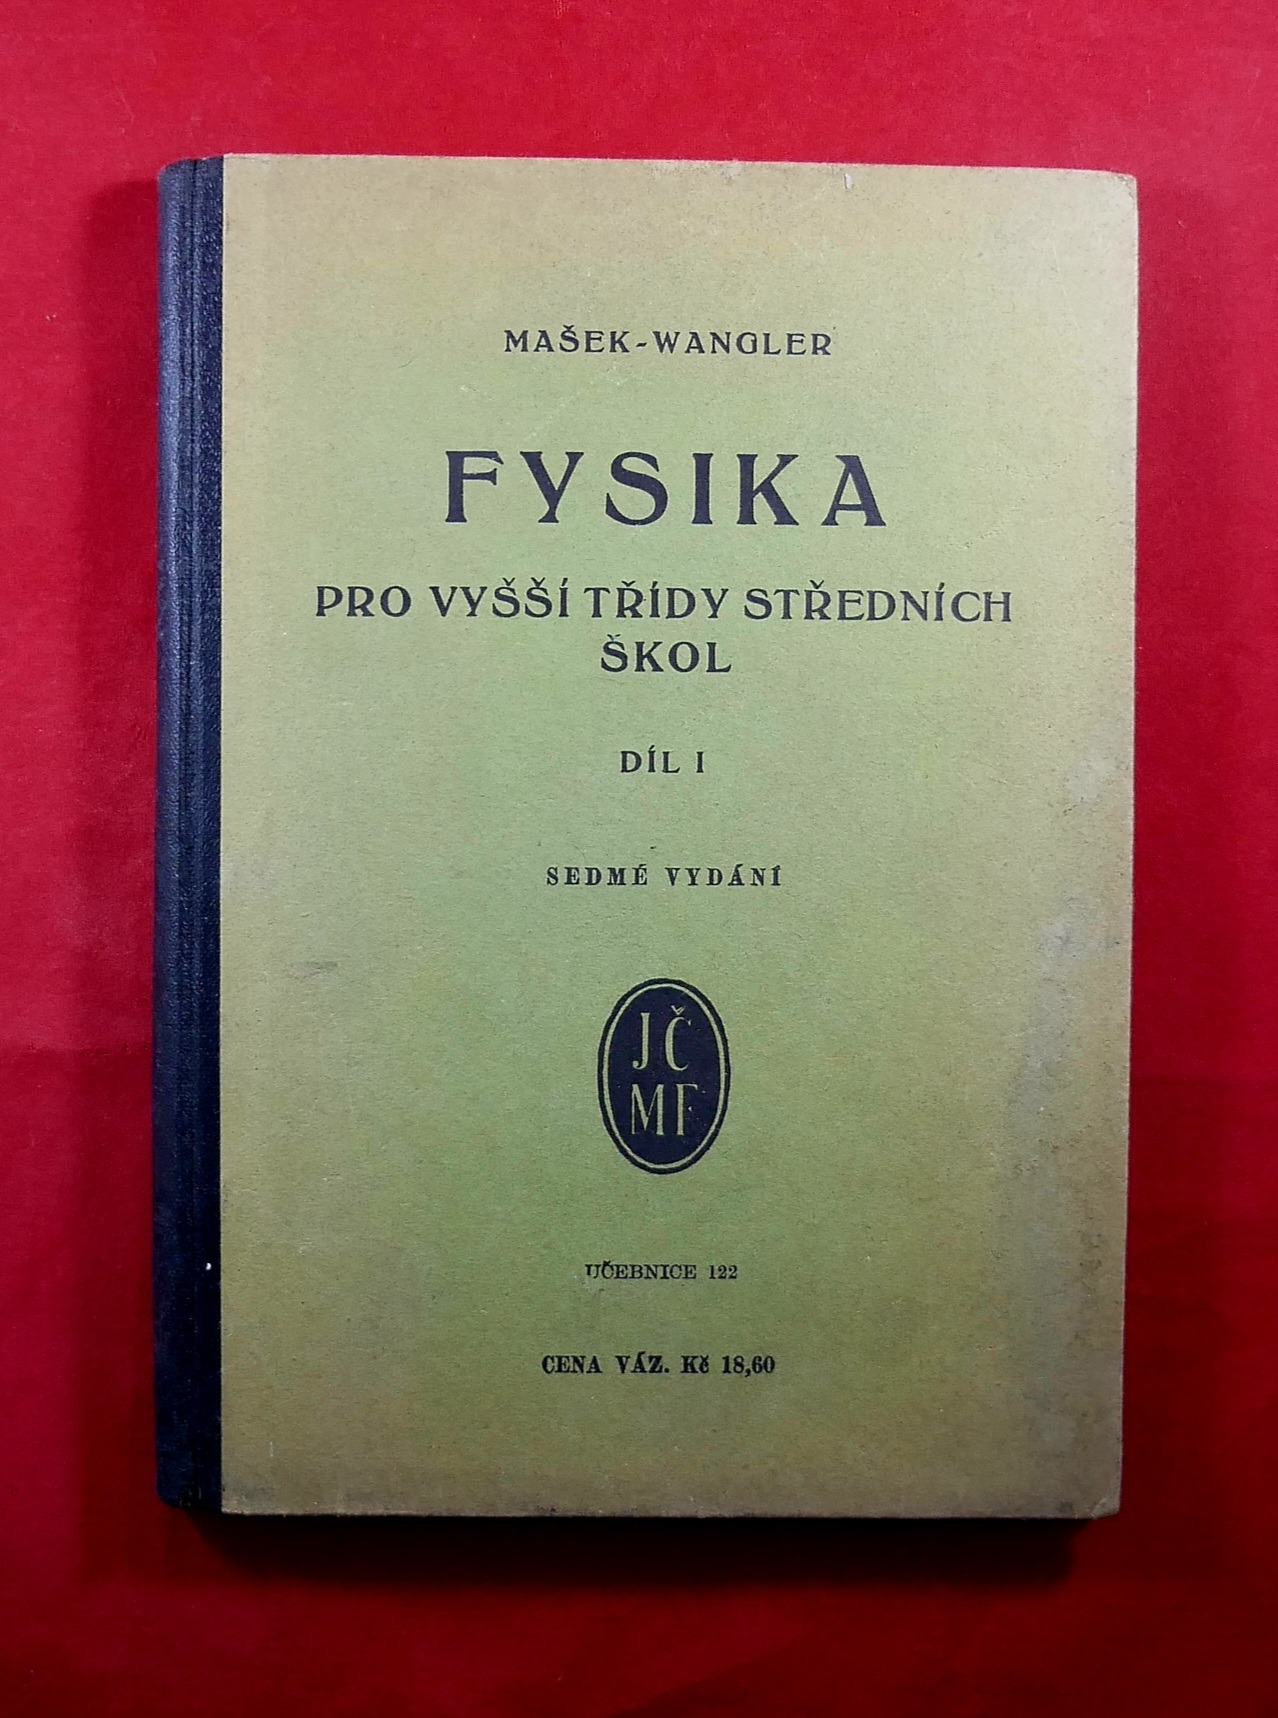 MAŠEK-WANGLER
FYSIKA
PRO VYŠŠÍ TŘÍDY STŘEDNÍCH
ŠKOL
DÍL I
SEDMÉ VYDÁNÍ
JČ
MF
UČEBNICE 122
CENA VÁZ. Kč 18,60